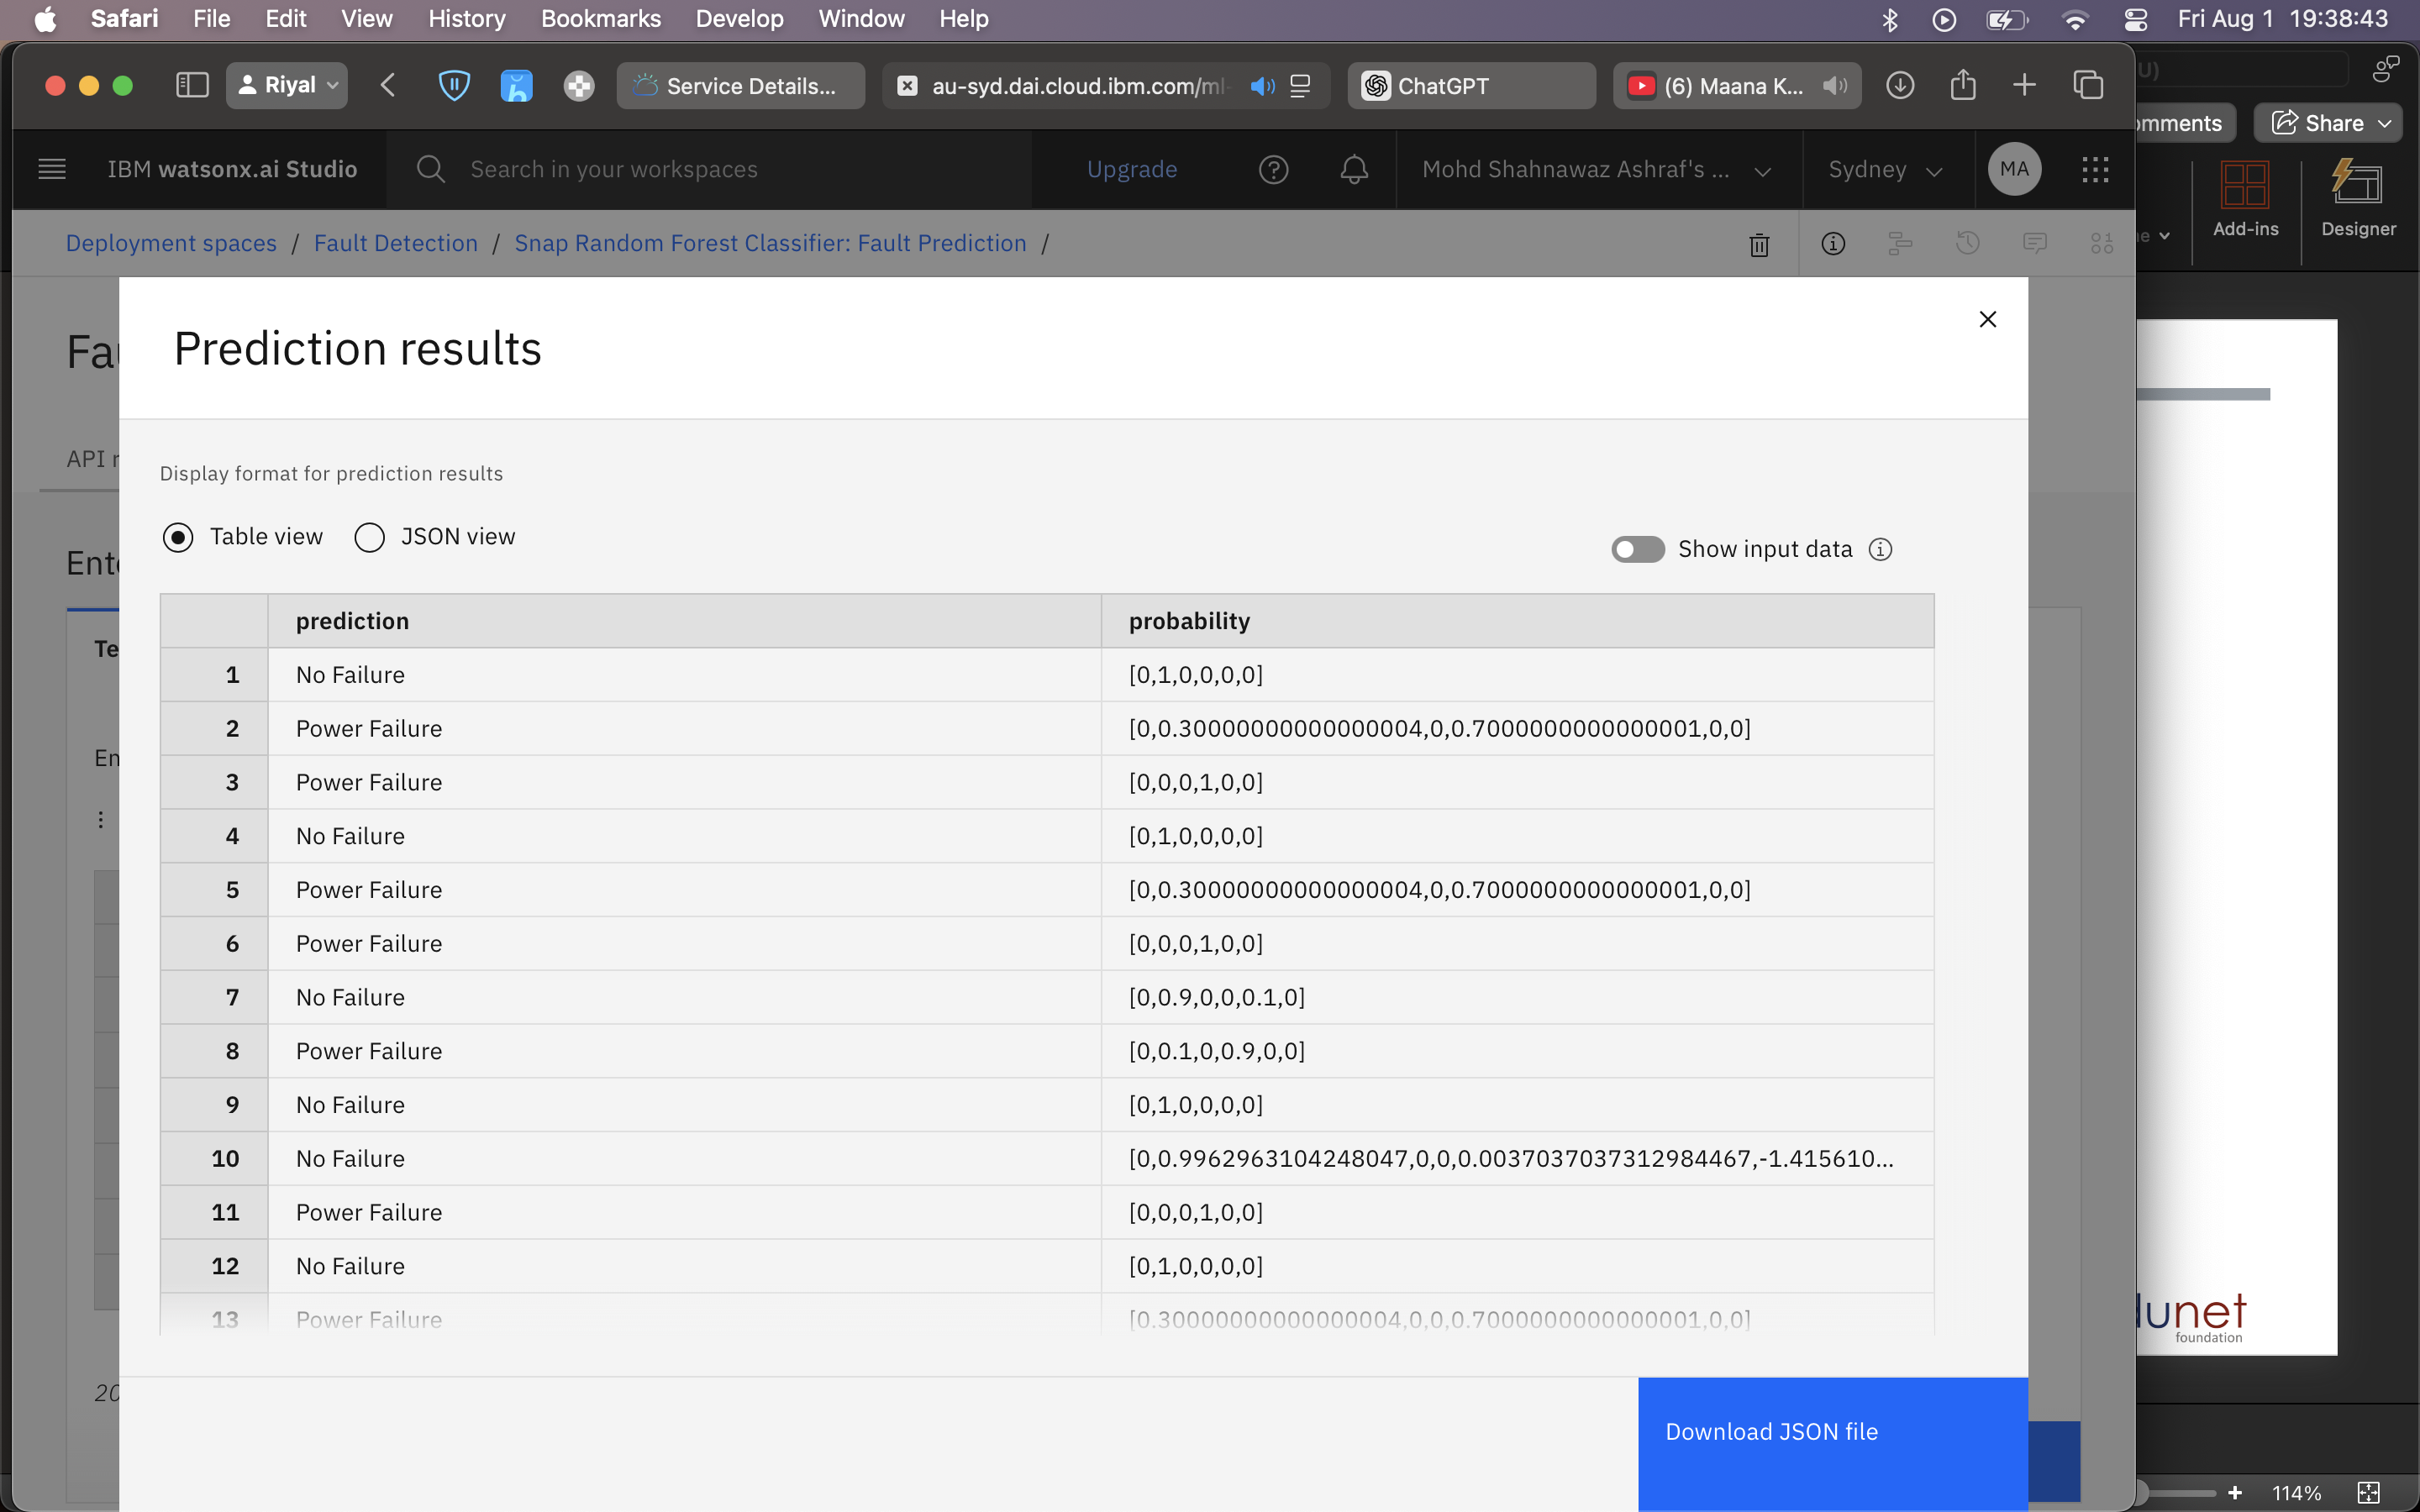 Safari File Edit View History Bookmarks Develop Window Help Fri Aug 1 19:38:43
Riyal Service Details... au-syd.dai.cloud.ibm.com/ml ChatGPT (6) Maana K...
U)
mments Share
IBM watsonx.ai Studio Search in your workspaces Upgrade Mohd Shahnawaz Ashraf's ... Sydney MA
Add-ins Designer
Deployment spaces / Fault Detection / Snap Random Forest Classifier: Fault Prediction /
Fau
Prediction results
API r
Display format for prediction results
Table view JSON view Show input data
Ente
prediction probability
Te
1 No Failure [0,1,0,0,0,0]
2 Power Failure [0,0.30000000000000004,0,0.7000000000000001,0,0]
En
3 Power Failure [0,0,0,1,0,0]
4 No Failure [0,1,0,0,0,0]
5 Power Failure [0,0.30000000000000004,0,0.7000000000000001,0,0]
6 Power Failure [0,0,0,1,0,0]
7 No Failure [0,0.9,0,0,0.1,0]
8 Power Failure [0,0.1,0,0.9,0,0]
9 No Failure [0,1,0,0,0,0]
10 No Failure [0,0.9962963104248047,0,0,0.0037037037312984467,-1.415610...
11 Power Failure [0,0,0,1,0,0]
12 No Failure [0,1,0,0,0,0]
13 Power Failure [0.30000000000000004,0,0,0.7000000000000001,0,0]
dunet
foundation
20
Download JSON file
114%